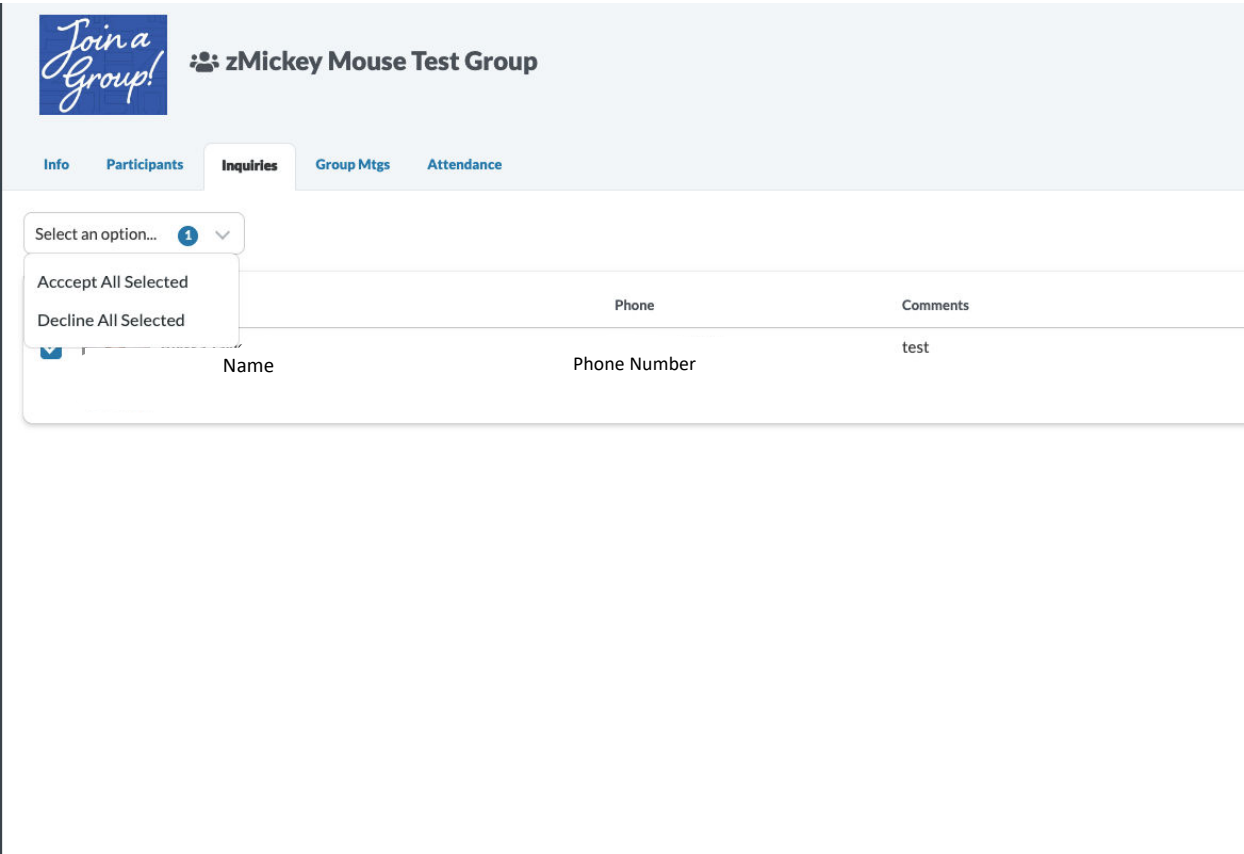 Join a
Group!
zMickey Mouse Test Group
Info Participants Inquiries Group Mtgs Attendance
Select an option... 1
Acccept All Selected
Decline All Selected
Phone Comments
test
Name Phone Number